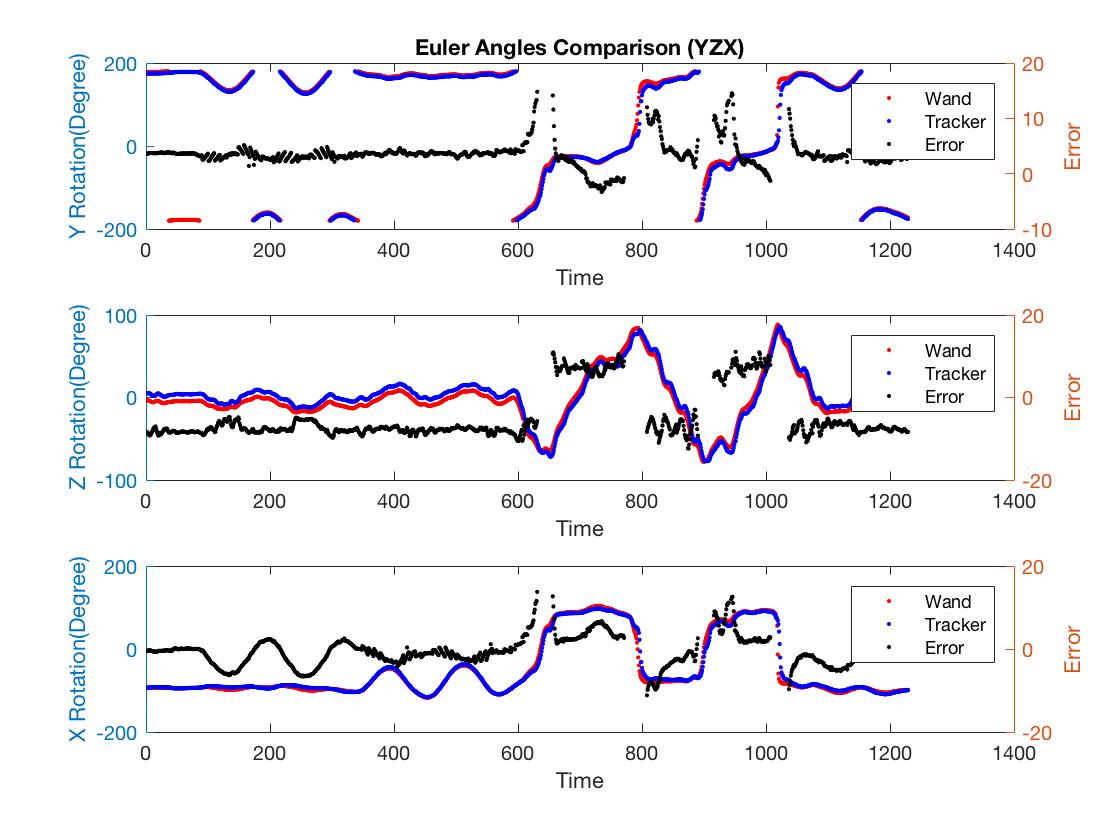 Euler Angles Comparison (YZX)
200
0
-200
Y Rotation(Degree)
20
10
0
-10
Error
Wand
Tracker
Error
0 200 400 600 800 1000 1200 1400
Time
100
0
-100
Z Rotation(Degree)
20
0
-20
Error
Wand
Tracker
Error
0 200 400 600 800 1000 1200 1400
Time
200
0
-200
X Rotation(Degree)
20
0
-20
Error
Wand
Tracker
Error
0 200 400 600 800 1000 1200 1400
Time